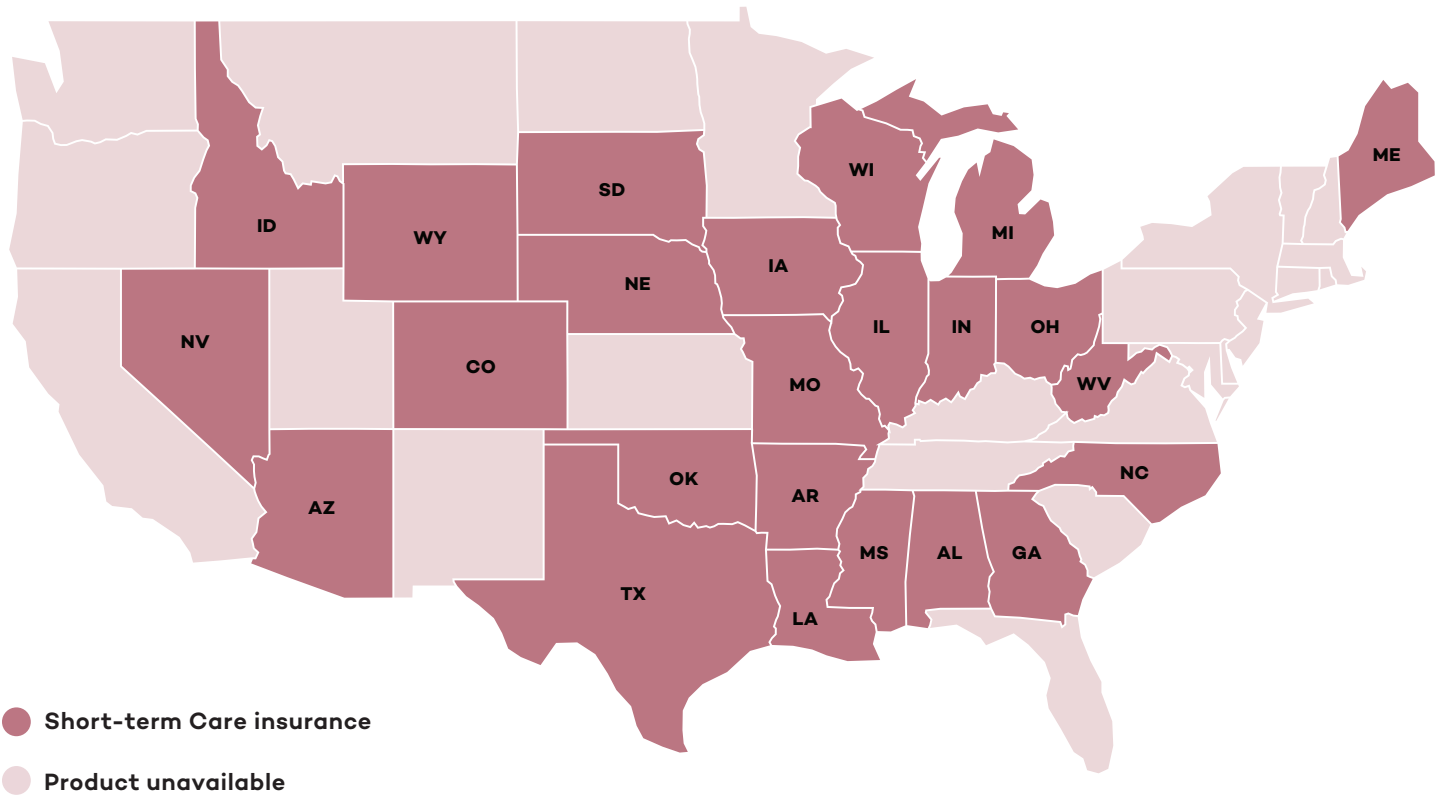 ME
WI
SD
ID
MI
WY
IA
NE
IL
IN
OH
NV
CO
WV
MO
NC
OK
AR
AZ
MS
AL
GA
TX
LA
Short-term Care insurance
Product unavailable